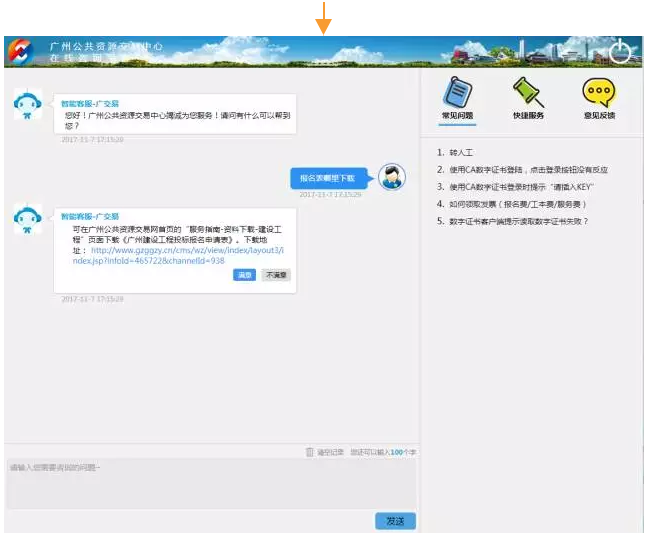 广州公共资源交易中心
在线咨询
智能客服-广交易
您好！广州公共资源交易中心竭诚为您服务！请问有什么可以帮到
您？
2017-11-7 17:15:20
报名表哪里下载
2017-11-7 17:15:29
智能客服-广交易
可在广州公共资源交易网首页的“服务指南-资料下载-建设工
程”页面下载《广州建设工程投标报名申请表》。下载地
址： http://www.gzggzy.cn/cms/wz/view/index/layout3/i
ndex.jsp?infoId=465722&channelId=938
满意
不满意
2017-11-7 17:15:29
清空记录 您还可以输入100个字
请输入您需要咨询的问题~
发送
常见问题
快捷服务
意见反馈
1. 转人工
2. 使用CA数字证书登陆，点击登录按钮没有反应
3. 使用CA数字证书登录时提示“请插入KEY”
4. 如何领取发票（报名费/工本费/服务费）
5. 数字证书客户端提示读取数字证书失败？